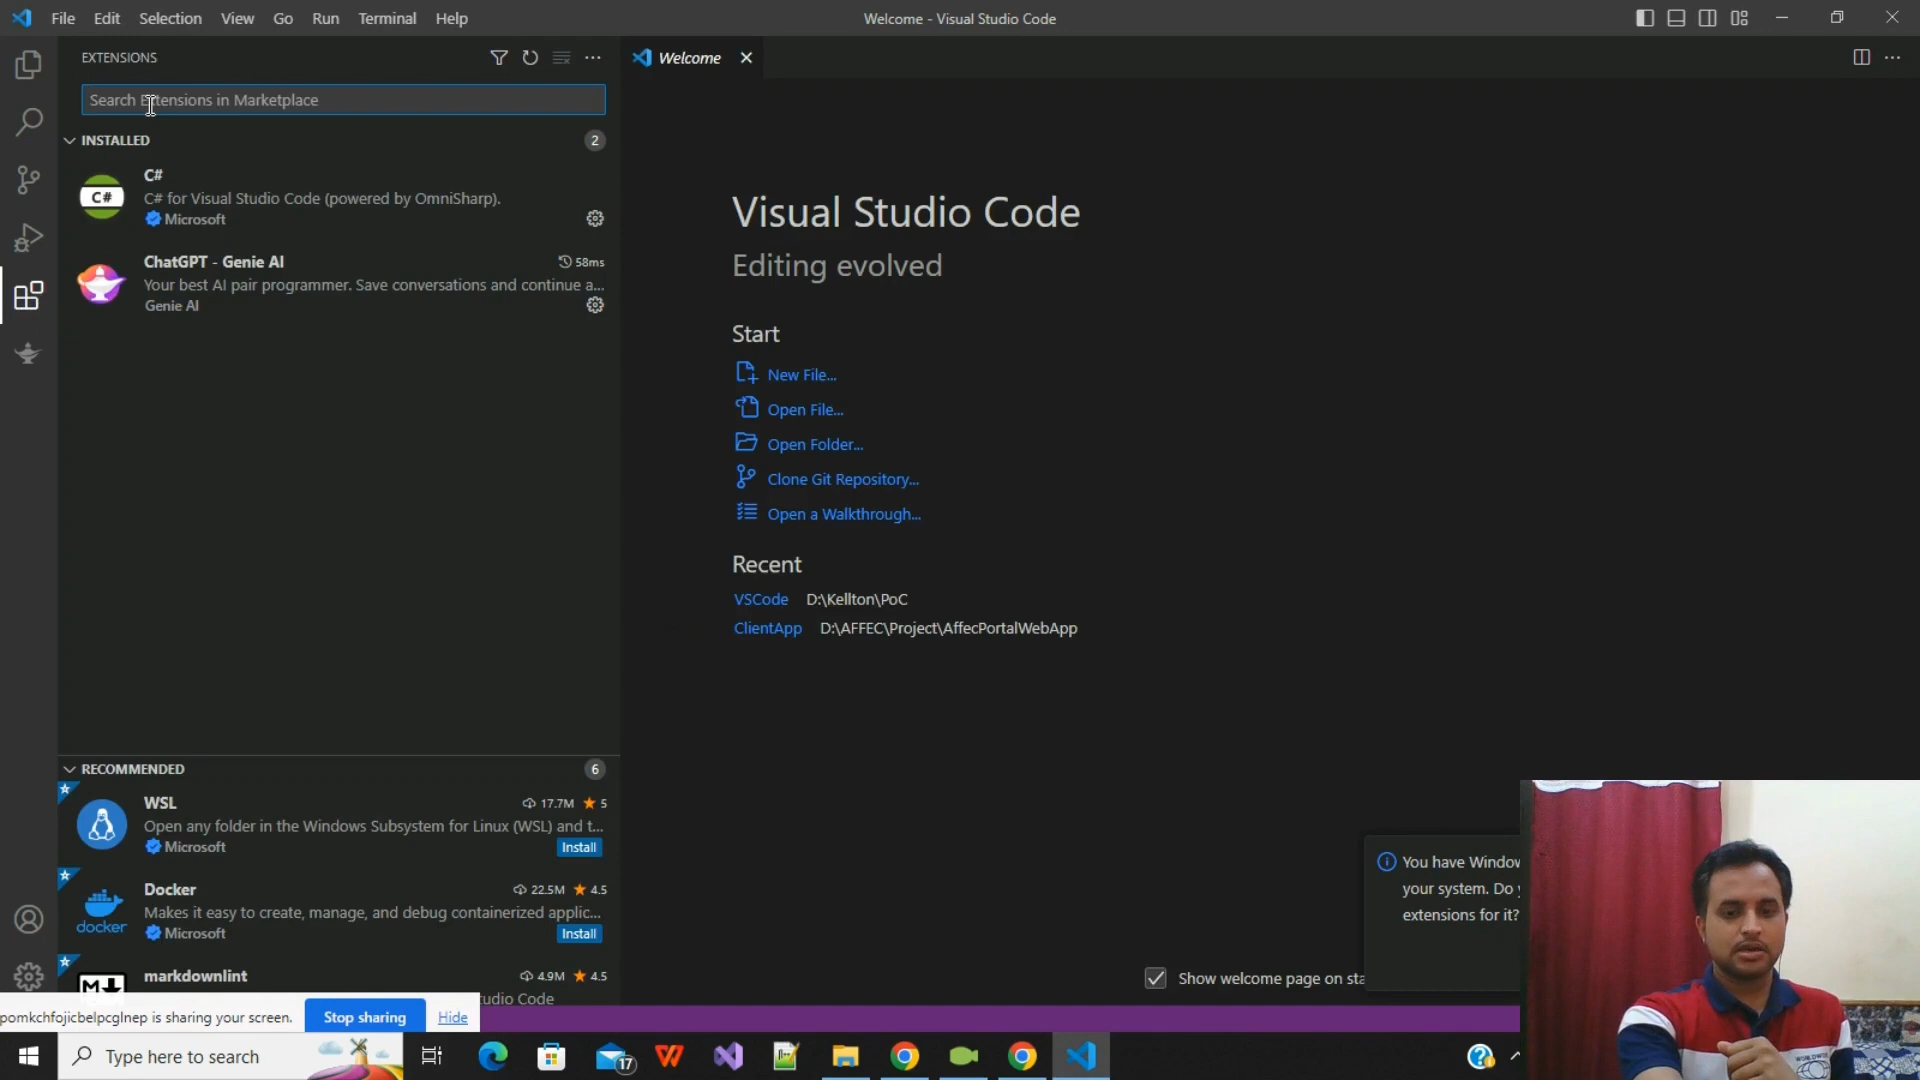 File Edit Selection View Go Run Terminal Help
Welcome - Visual Studio Code
EXTENSIONS
Welcome
Search Extensions in Marketplace
INSTALLED
2
C#
C#
C# for Visual Studio Code (powered by OmniSharp).
Microsoft
ChatGPT - Genie AI
58ms
Your best AI pair programmer. Save conversations and continue a...
Genie AI
Visual Studio Code
Editing evolved
Start
New File...
Open File...
Open Folder...
Clone Git Repository...
Open a Walkthrough...
Recent
VSCode D:\Kellton\PoC
ClientApp D:\AFFEC\Project\AffecPortalWebApp
RECOMMENDED
6
WSL
17.7M 5
Open any folder in the Windows Subsystem for Linux (WSL) and t...
Microsoft
Install
Docker
22.5M 4.5
Makes it easy to create, manage, and debug containerized applic...
docker
Microsoft
Install
markdownlint
4.9M 4.5
udio Code
You have Window
your system. Do y
extensions for it?
Show welcome page on sta
pomkchfojicbelpcglnep is sharing your screen.
Stop sharing
Hide
Type here to search
17